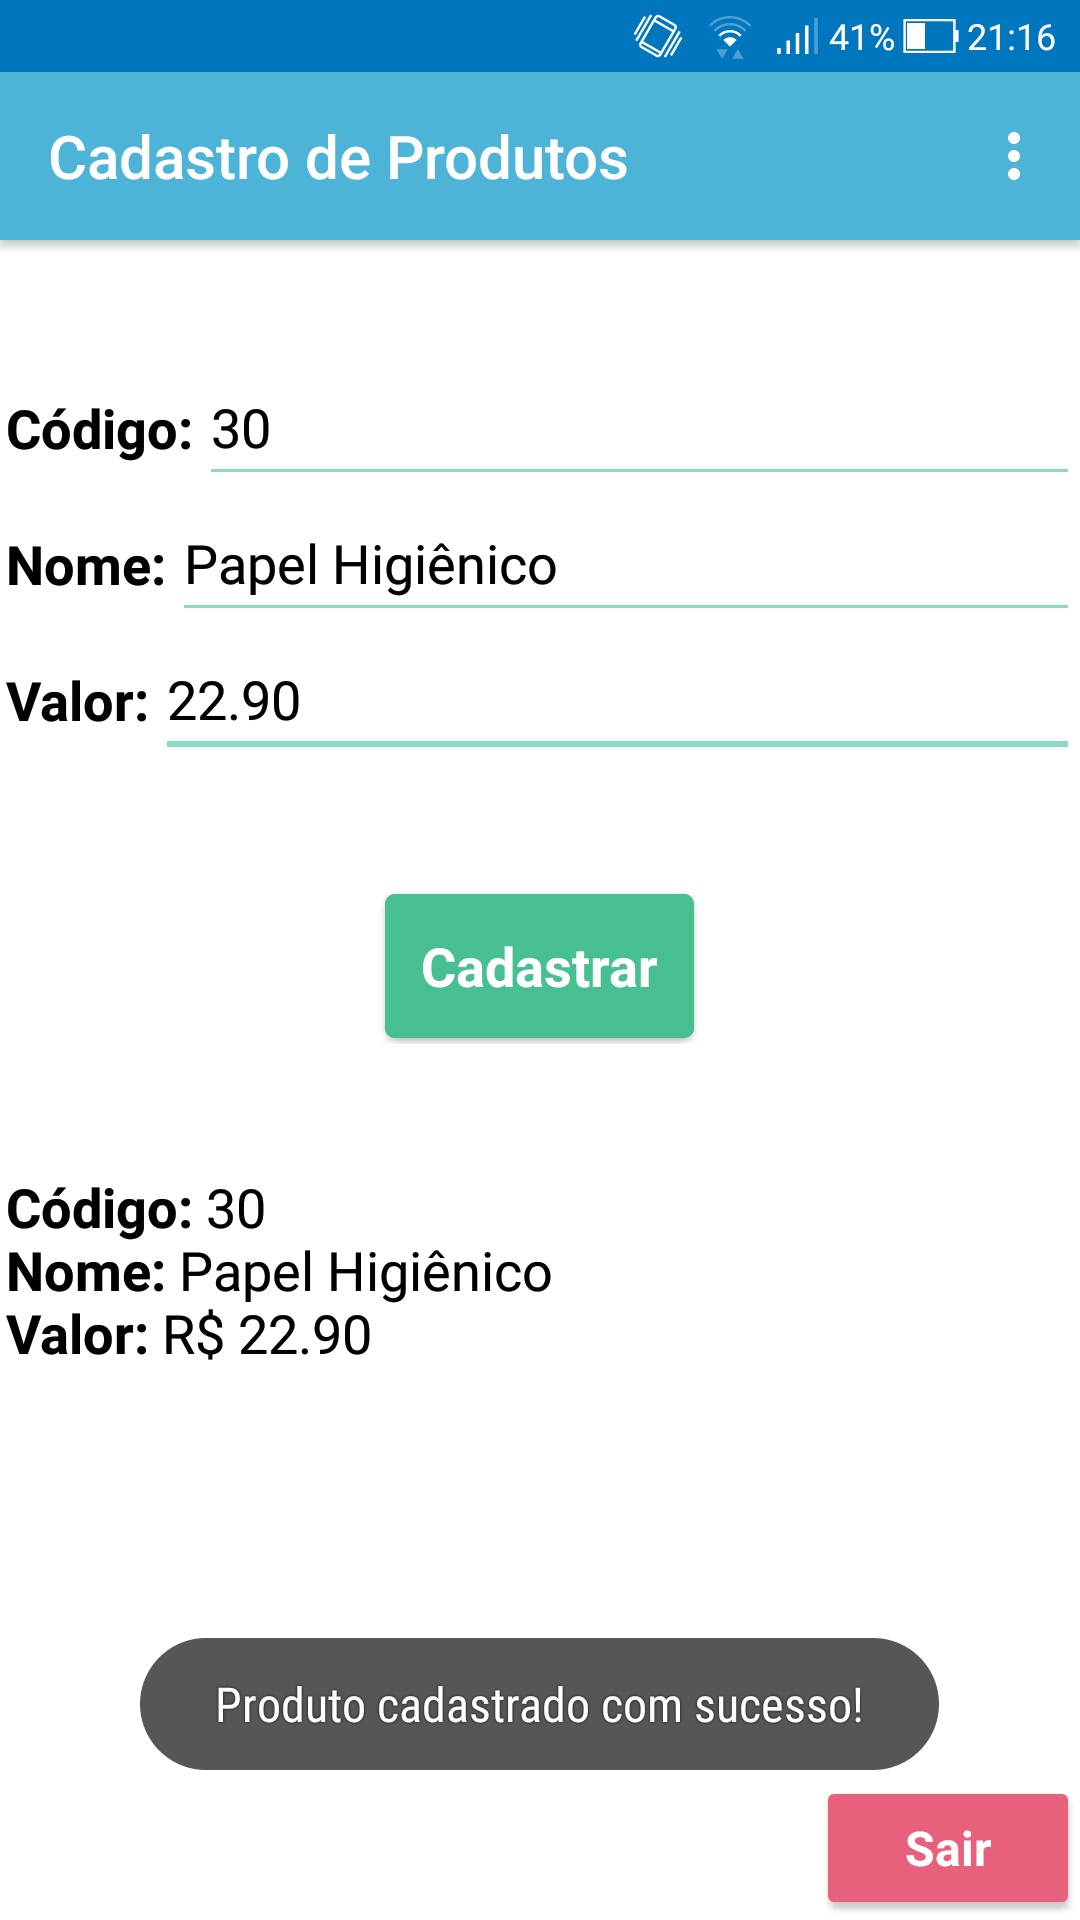 41% 21:16
Cadastro de Produtos
Código: 30
Nome: Papel Higiênico
Valor: 22.90
Cadastrar
Código: 30
Nome: Papel Higiênico
Valor: R$ 22.90
Produto cadastrado com sucesso!
Sair